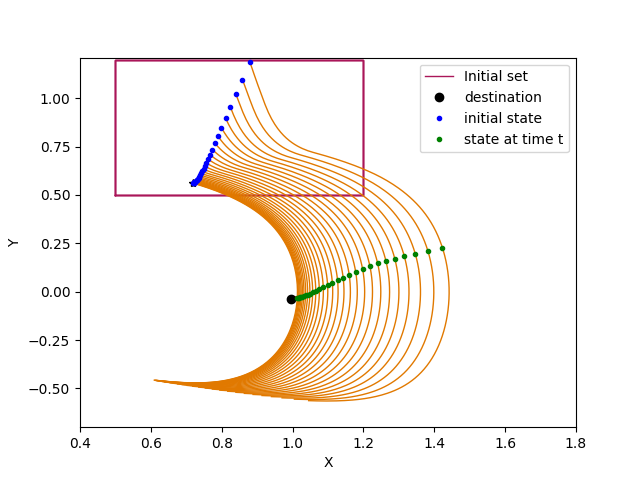 Initial set
destination
initial state
state at time t
1.00
0.75
0.50
0.25
0.00
−0.25
−0.50
Y
0.4
0.6
0.8
1.0
1.2
1.4
1.6
1.8
X